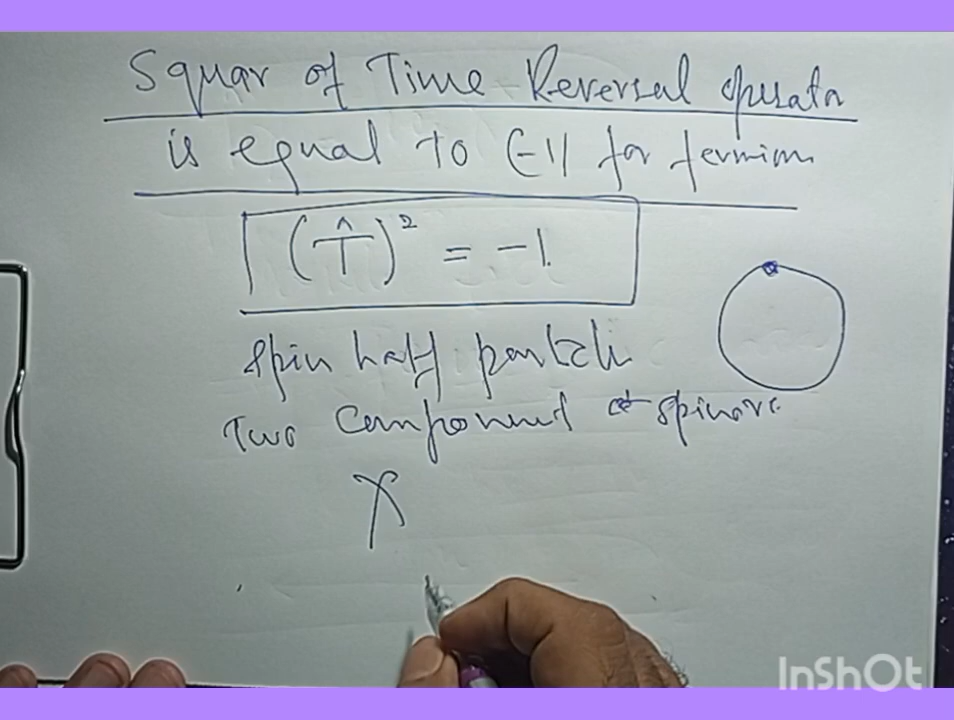 Squar of Time Reversal operator
is equal to (-1) for fermion
(T̂)² = -1.
spin half particle
Two component spinors.
χ
InShOt